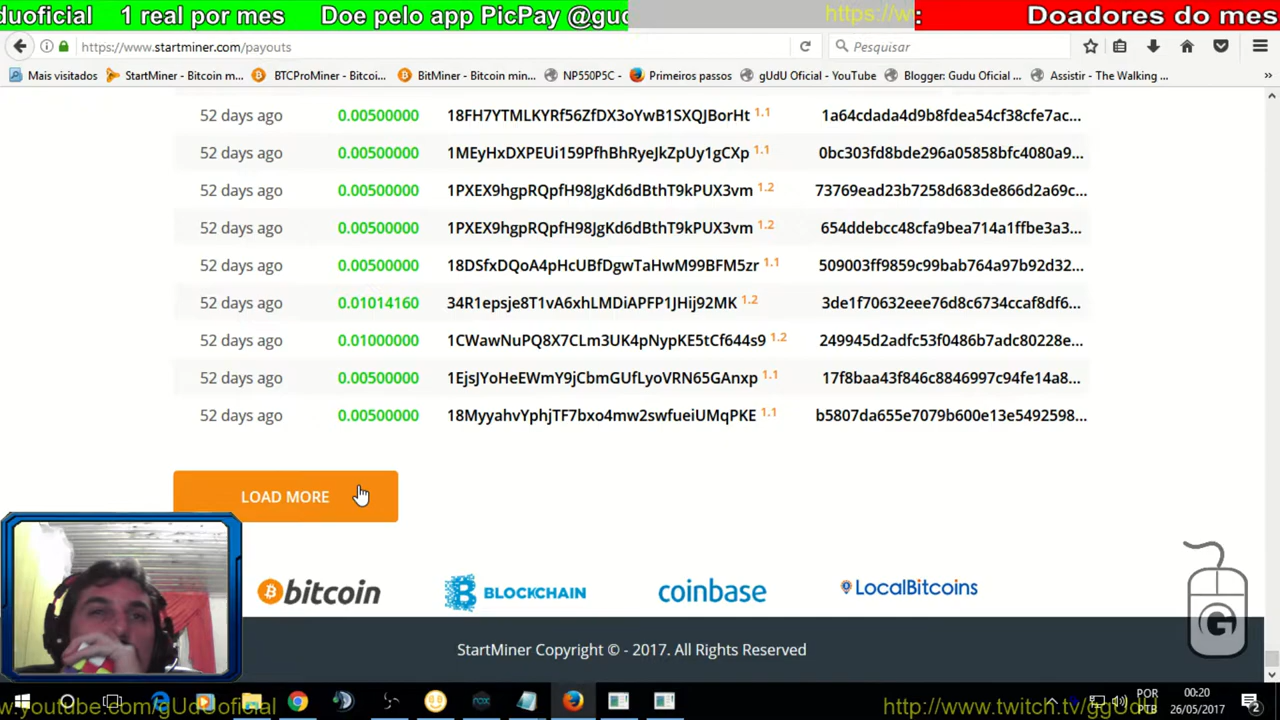 duoficial 1 real por mes Doe pelo app PicPay @gud https://w : Doadores do mes
https://www.startminer.com/payouts Pesquisar
Mais visitados StartMiner - Bitcoin m... BTCProMiner - Bitcoi... BitMiner - Bitcoin min... NP550P5C - Primeiros passos gUdU Oficial - YouTube Blogger: Gudu Oficial ... Assistir - The Walking ... »
52 days ago 0.00500000 18FH7YTMLKYRf56ZfDX3oYwB1SXQJBorHt 1.1 1a64cdada4d9b8fdea54cf38cfe7ac...
52 days ago 0.00500000 1MEyHxDXPEUi159PfhBhRyeJkZpUy1gCXp 1.1 0bc303fd8bde296a05858bfc4080a9...
52 days ago 0.00500000 1PXEX9hgpRQpfH98JgKd6dBthT9kPUX3vm 1.2 73769ead23b7258d683de866d2a69c...
52 days ago 0.00500000 1PXEX9hgpRQpfH98JgKd6dBthT9kPUX3vm 1.2 654ddebcc48cfa9bea714a1ffbe3a3...
52 days ago 0.00500000 18DSfxDQoA4pHcUBfDgwTaHwM99BFM5zr 1.1 509003ff9859c99bab764a97b92d32...
52 days ago 0.01014160 34R1epsje8T1vA6xhLMDiAPFP1JHij92MK 1.2 3de1f70632eee76d8c6734ccaf8df6...
52 days ago 0.01000000 1CWawNuPQ8X7CLm3UK4pNypKE5tCf644s9 1.2 249945d2adfc53f0486b7adc80228e...
52 days ago 0.00500000 1EjsJYoHeEWmY9jCbmGUfLyoVRN65GAnxp 1.1 17f8baa43f846c8846997c94fe14a8...
52 days ago 0.00500000 18MyyahvYphjTF7bxo4mw2swfueiUMqPKE 1.1 b5807da655e7079b600e13e5492598...
LOAD MORE
bitcoin BLOCKCHAIN coinbase LocalBitcoins
G
StartMiner Copyright © - 2017. All Rights Reserved
POR 00:20
PTB 26/05/2017 2
w.youtube.com/gUdUoficial http://www.twitch.tv/ggUdU